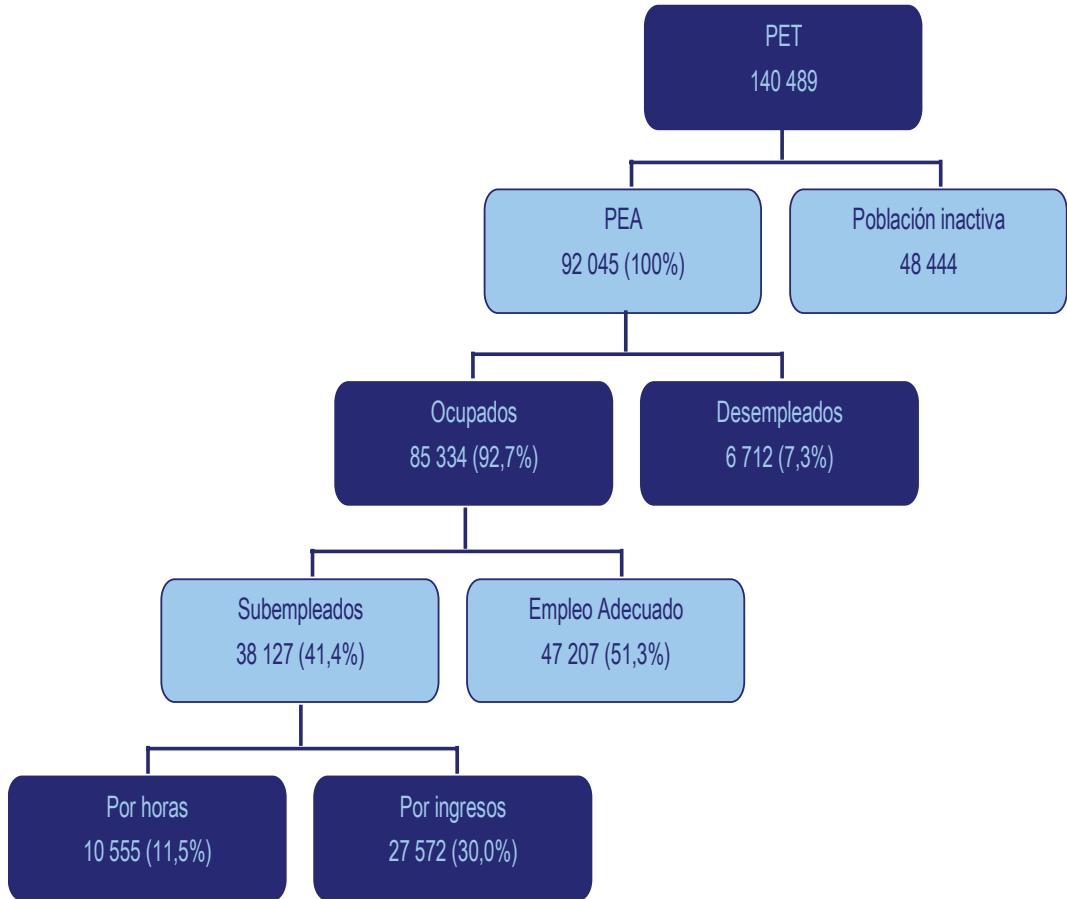 PET
140 489
PEA
92 045 (100%)
Población inactiva
48 444
Ocupados
85 334 (92,7%)
Desempleados
6 712 (7,3%)
Subempleados
38 127 (41,4%)
Empleo Adecuado
47 207 (51,3%)
Por horas
10 555 (11,5%)
Por ingresos
27 572 (30,0%)